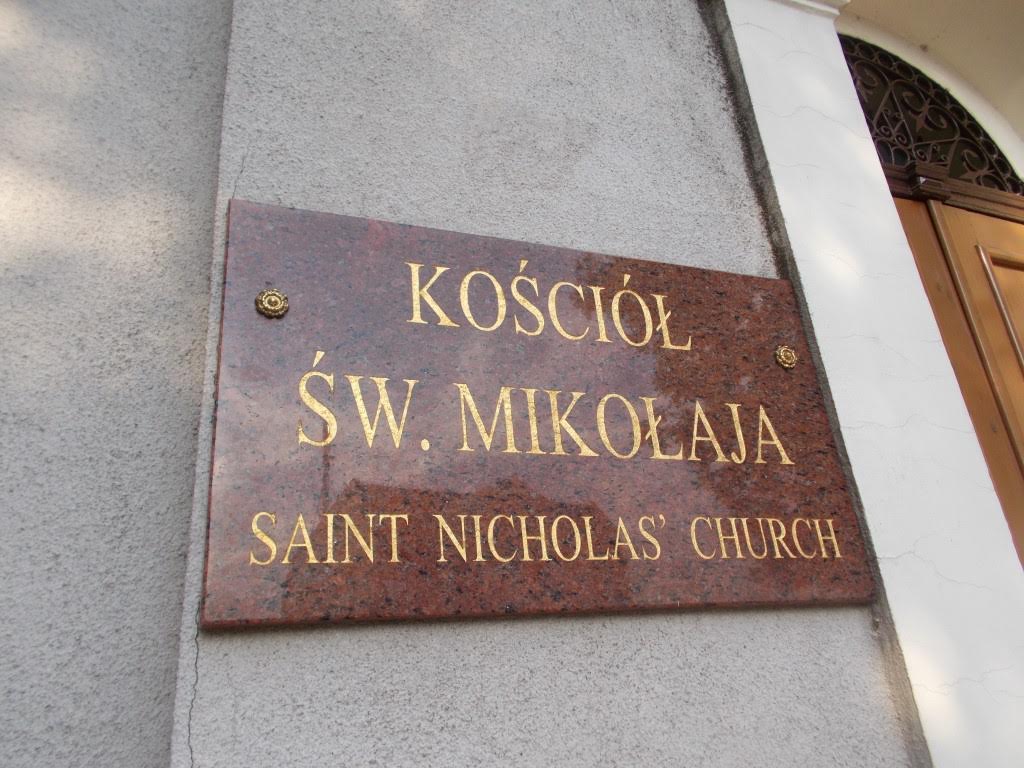 KOŚCIÓŁ
ŚW. MIKOŁAJA
SAINT NICHOLAS' CHURCH